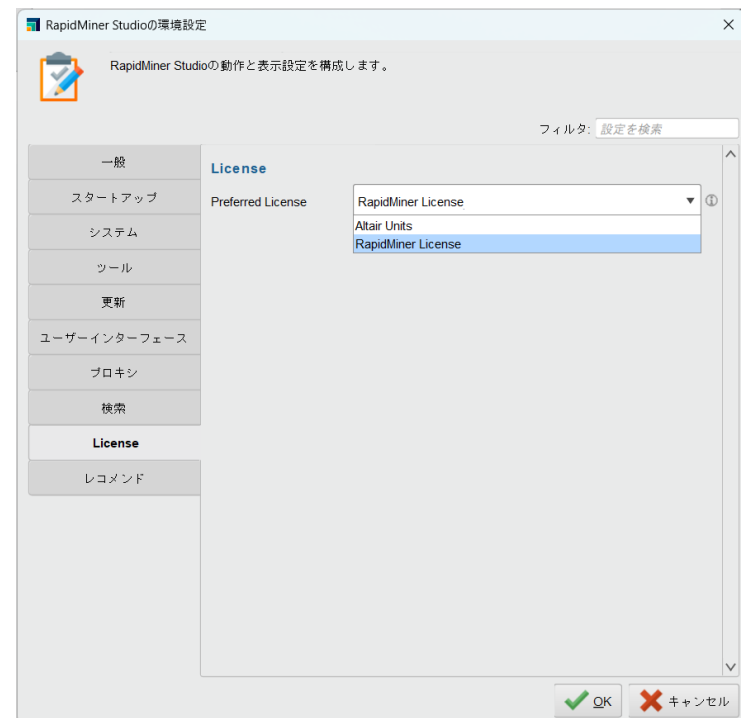 RapidMiner Studioの環境設定
RapidMiner Studioの動作と表示設定を構成します。
フィルタ: 設定を検索
一般
スタートアップ
システム
ツール
更新
ユーザーインターフェース
プロキシ
検索
License
レコメンド
License
Preferred License
RapidMiner License
Altair Units
RapidMiner License
OK
キャンセル